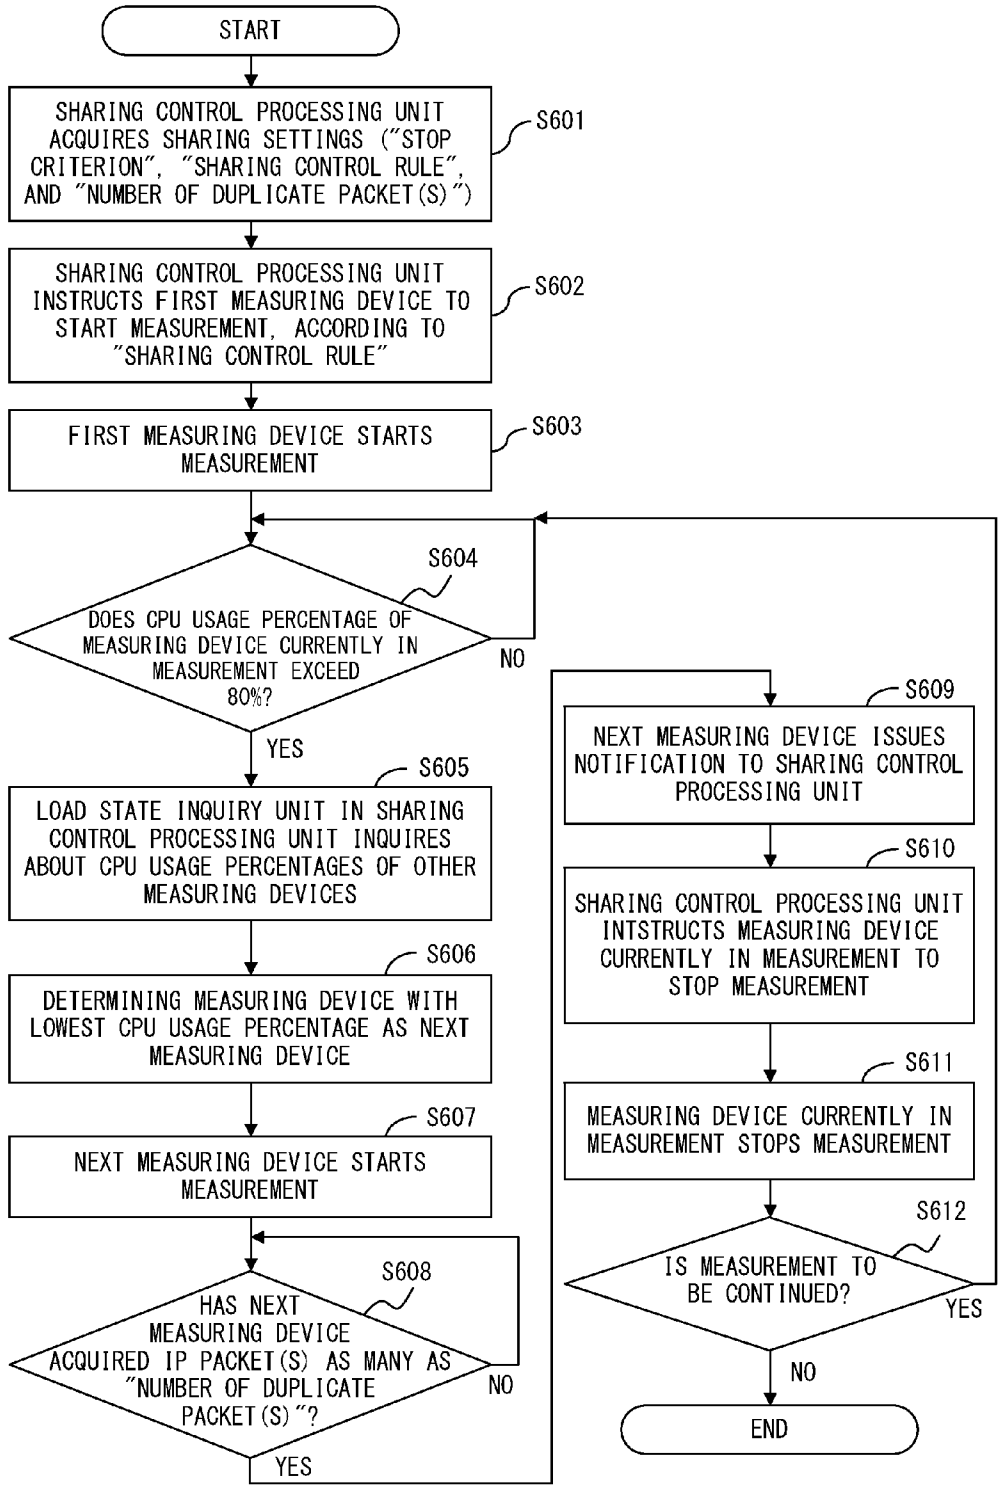 START
SHARING CONTROL PROCESSING UNIT
ACQUIRES SHARING SETTINGS ("STOP
CRITERION", "SHARING CONTROL RULE",
AND "NUMBER OF DUPLICATE PACKET(S)")
S601
SHARING CONTROL PROCESSING UNIT
INSTRUCTS FIRST MEASURING DEVICE TO
START MEASUREMENT, ACCORDING TO
"SHARING CONTROL RULE"
S602
FIRST MEASURING DEVICE STARTS
MEASUREMENT
S603
S604
DOES CPU USAGE PERCENTAGE OF
MEASURING DEVICE CURRENTLY IN
MEASUREMENT EXCEED
80%?
NO
YES
S605
LOAD STATE INQUIRY UNIT IN SHARING
CONTROL PROCESSING UNIT INQUIRES
ABOUT CPU USAGE PERCENTAGES OF OTHER
MEASURING DEVICES
S606
DETERMINING MEASURING DEVICE WITH
LOWEST CPU USAGE PERCENTAGE AS NEXT
MEASURING DEVICE
S607
NEXT MEASURING DEVICE STARTS
MEASUREMENT
S608
HAS NEXT
MEASURING DEVICE
ACQUIRED IP PACKET(S) AS MANY AS
"NUMBER OF DUPLICATE
PACKET(S)"?
NO
YES
S609
NEXT MEASURING DEVICE ISSUES
NOTIFICATION TO SHARING CONTROL
PROCESSING UNIT
S610
SHARING CONTROL PROCESSING UNIT
INTSTRUCTS MEASURING DEVICE
CURRENTLY IN MEASUREMENT TO
STOP MEASUREMENT
S611
MEASURING DEVICE CURRENTLY IN
MEASUREMENT STOPS MEASUREMENT
S612
IS MEASUREMENT TO
BE CONTINUED?
YES
NO
END